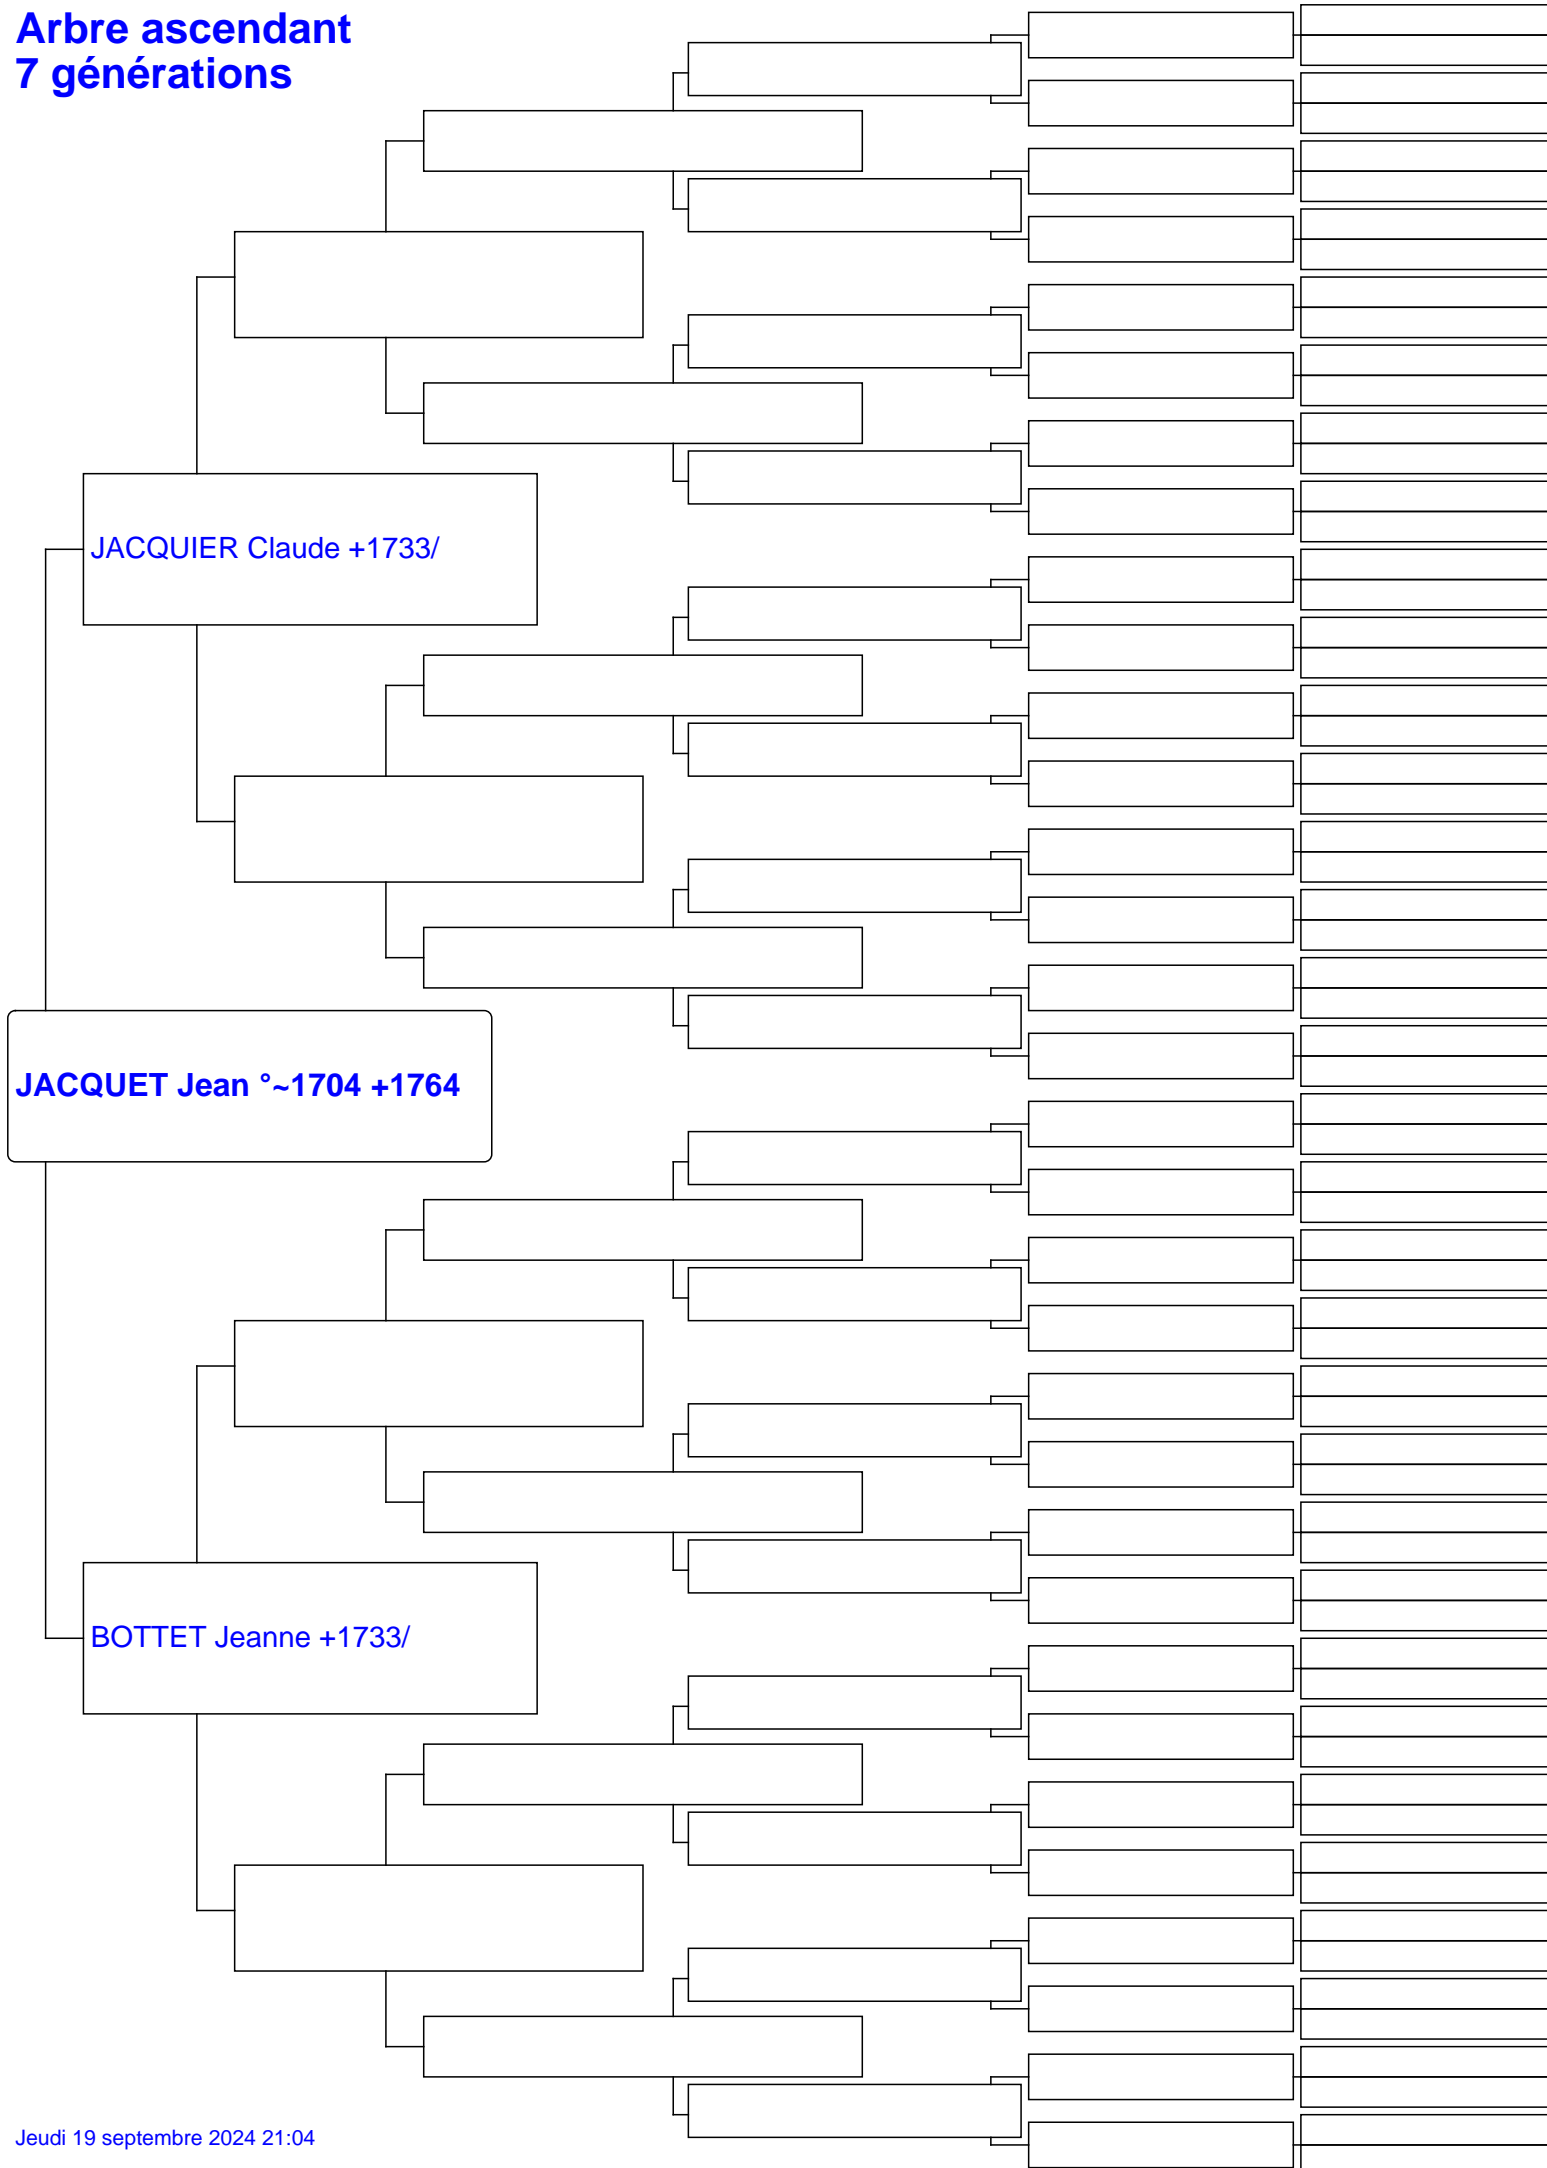 Arbre ascendant
7 générations
JACQUIER Claude +1733/
JACQUET Jean °~1704 +1764
BOTTET Jeanne +1733/
Jeudi 19 septembre 2024 21:04